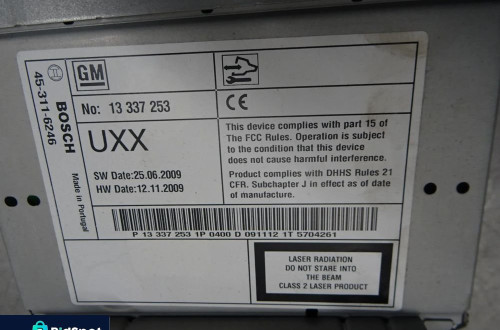 GM
No: 13 337 253
UXX
SW Date:25.06.2009
HW Date:12.11.2009
CE
This device complies with part 15 of
The FCC Rules. Operation is subject
to the condition that this device does
not cause harmful interference.
Product complies with DHHS Rules 21
CFR. Subchapter J in effect as of date
of manufacture.
P 13 337 253 1P 0400 D 091112 1T 5704261
LASER RADIATION
DO NOT STARE INTO
THE BEAM
CLASS 2 LASER PRODUCT
45-311-6246
BOSCH
Made in Portugal
BidSpot